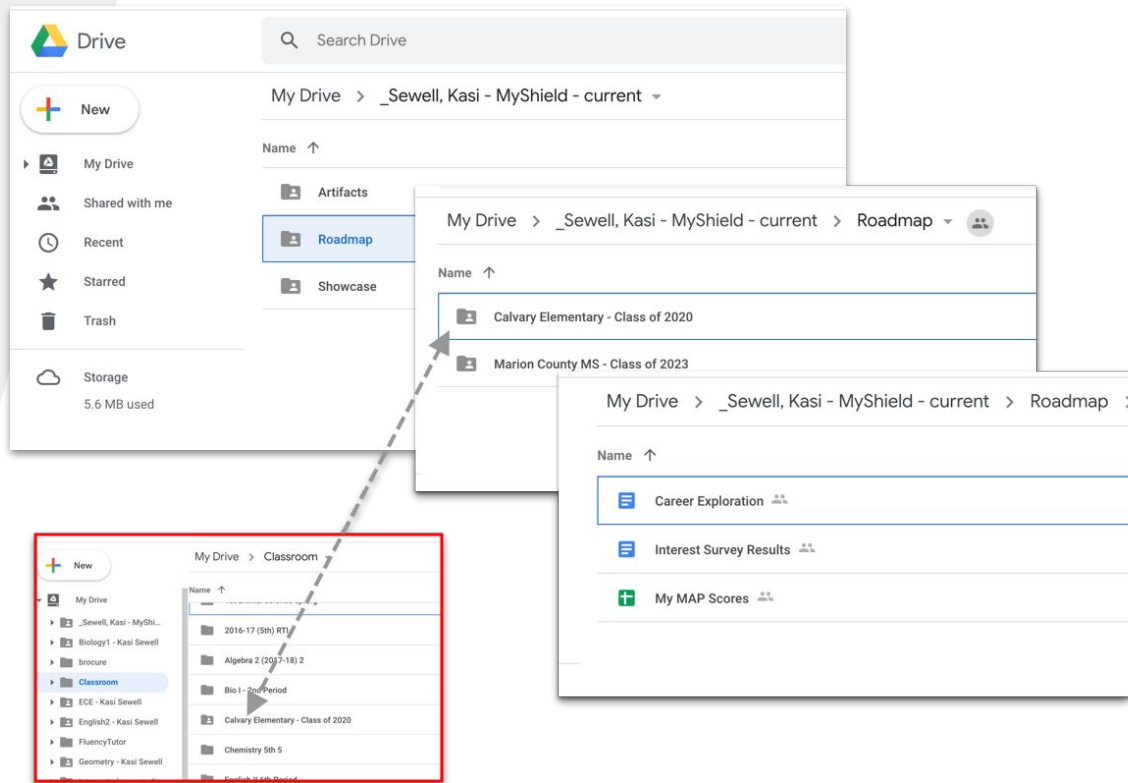 Drive
Search Drive
New
My Drive > _Sewell, Kasi - MyShield - current
Name
My Drive
Shared with me
Recent
Starred
Trash
Storage
5.6 MB used
Artifacts
Roadmap
Showcase
My Drive > _Sewell, Kasi - MyShield - current > Roadmap
Name
Calvary Elementary - Class of 2020
Marion County MS - Class of 2023
My Drive > _Sewell, Kasi - MyShield - current > Roadmap >
Name
Career Exploration
Interest Survey Results
My MAP Scores
New
My Drive > Classroom
My Drive
_Sewell, Kasi - MyShi...
Biology1 - Kasi Sewell
brocure
Classroom
ECE - Kasi Sewell
English2 - Kasi Sewell
FluencyTutor
Geometry - Kasi Sewell
Name
2016-17 (5th) RTI
Algebra 2 (2017-18) 2
Bio I - 2nd Period
Calvary Elementary - Class of 2020
Chemistry 5th 5
English II 6th Period